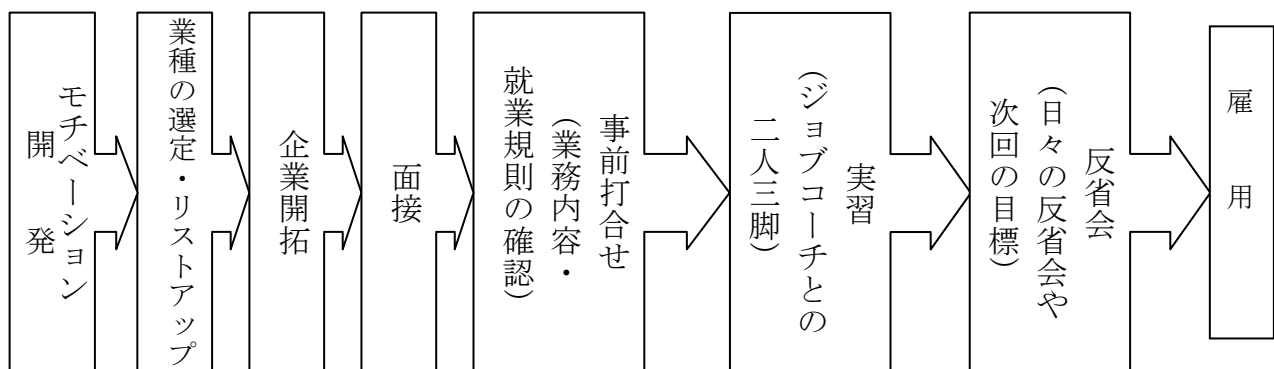 モチベーション
開発
業種の選定・リストアップ
企業開拓
面接
事前打合せ
(業務内容・
就業規則の確認)
実習
(ジョブコーチとの
二人三脚)
反省会
(日々の反省会や
次回の目標)
雇用